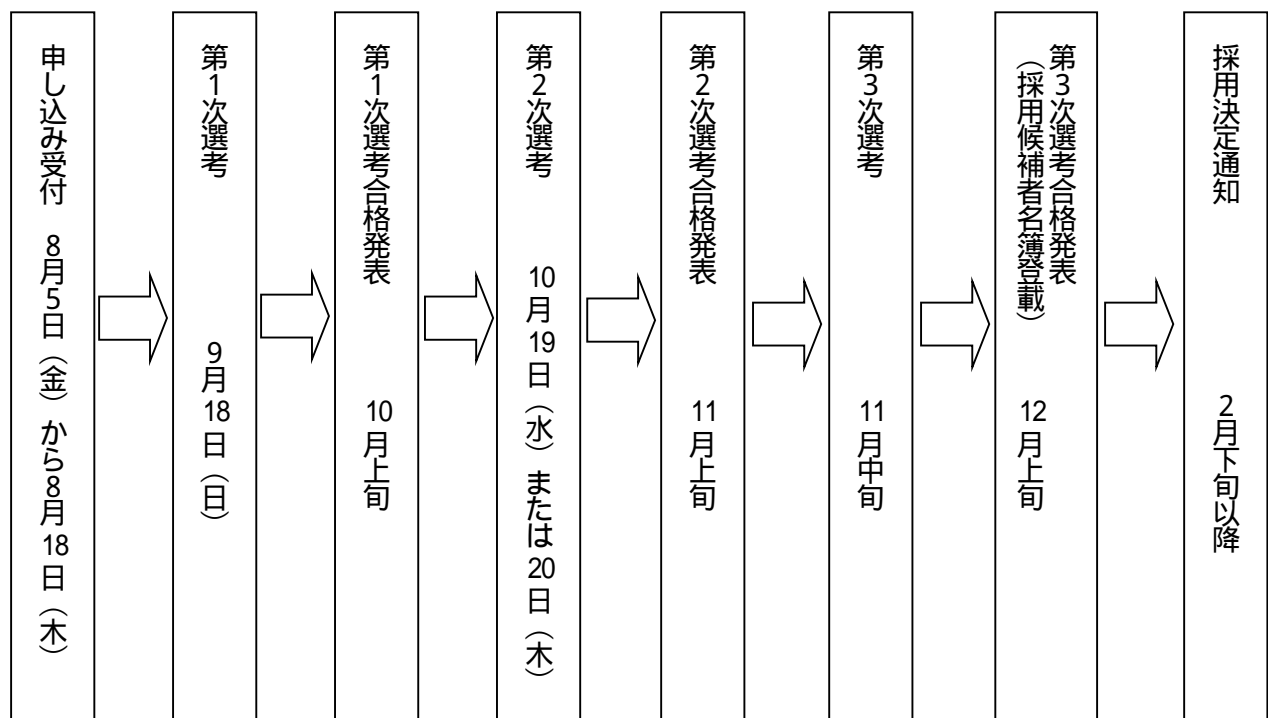 申し込み受付 8月5日（金）から8月18日（木）
第1次選考 9月18日（日）
第1次選考合格発表 10月上旬
第2次選考 10月19日（水）または20日（木）
第2次選考合格発表 11月上旬
第3次選考 11月中旬
第3次選考合格発表 12月上旬
（採用候補者名簿登載）
採用決定通知 2月下旬以降